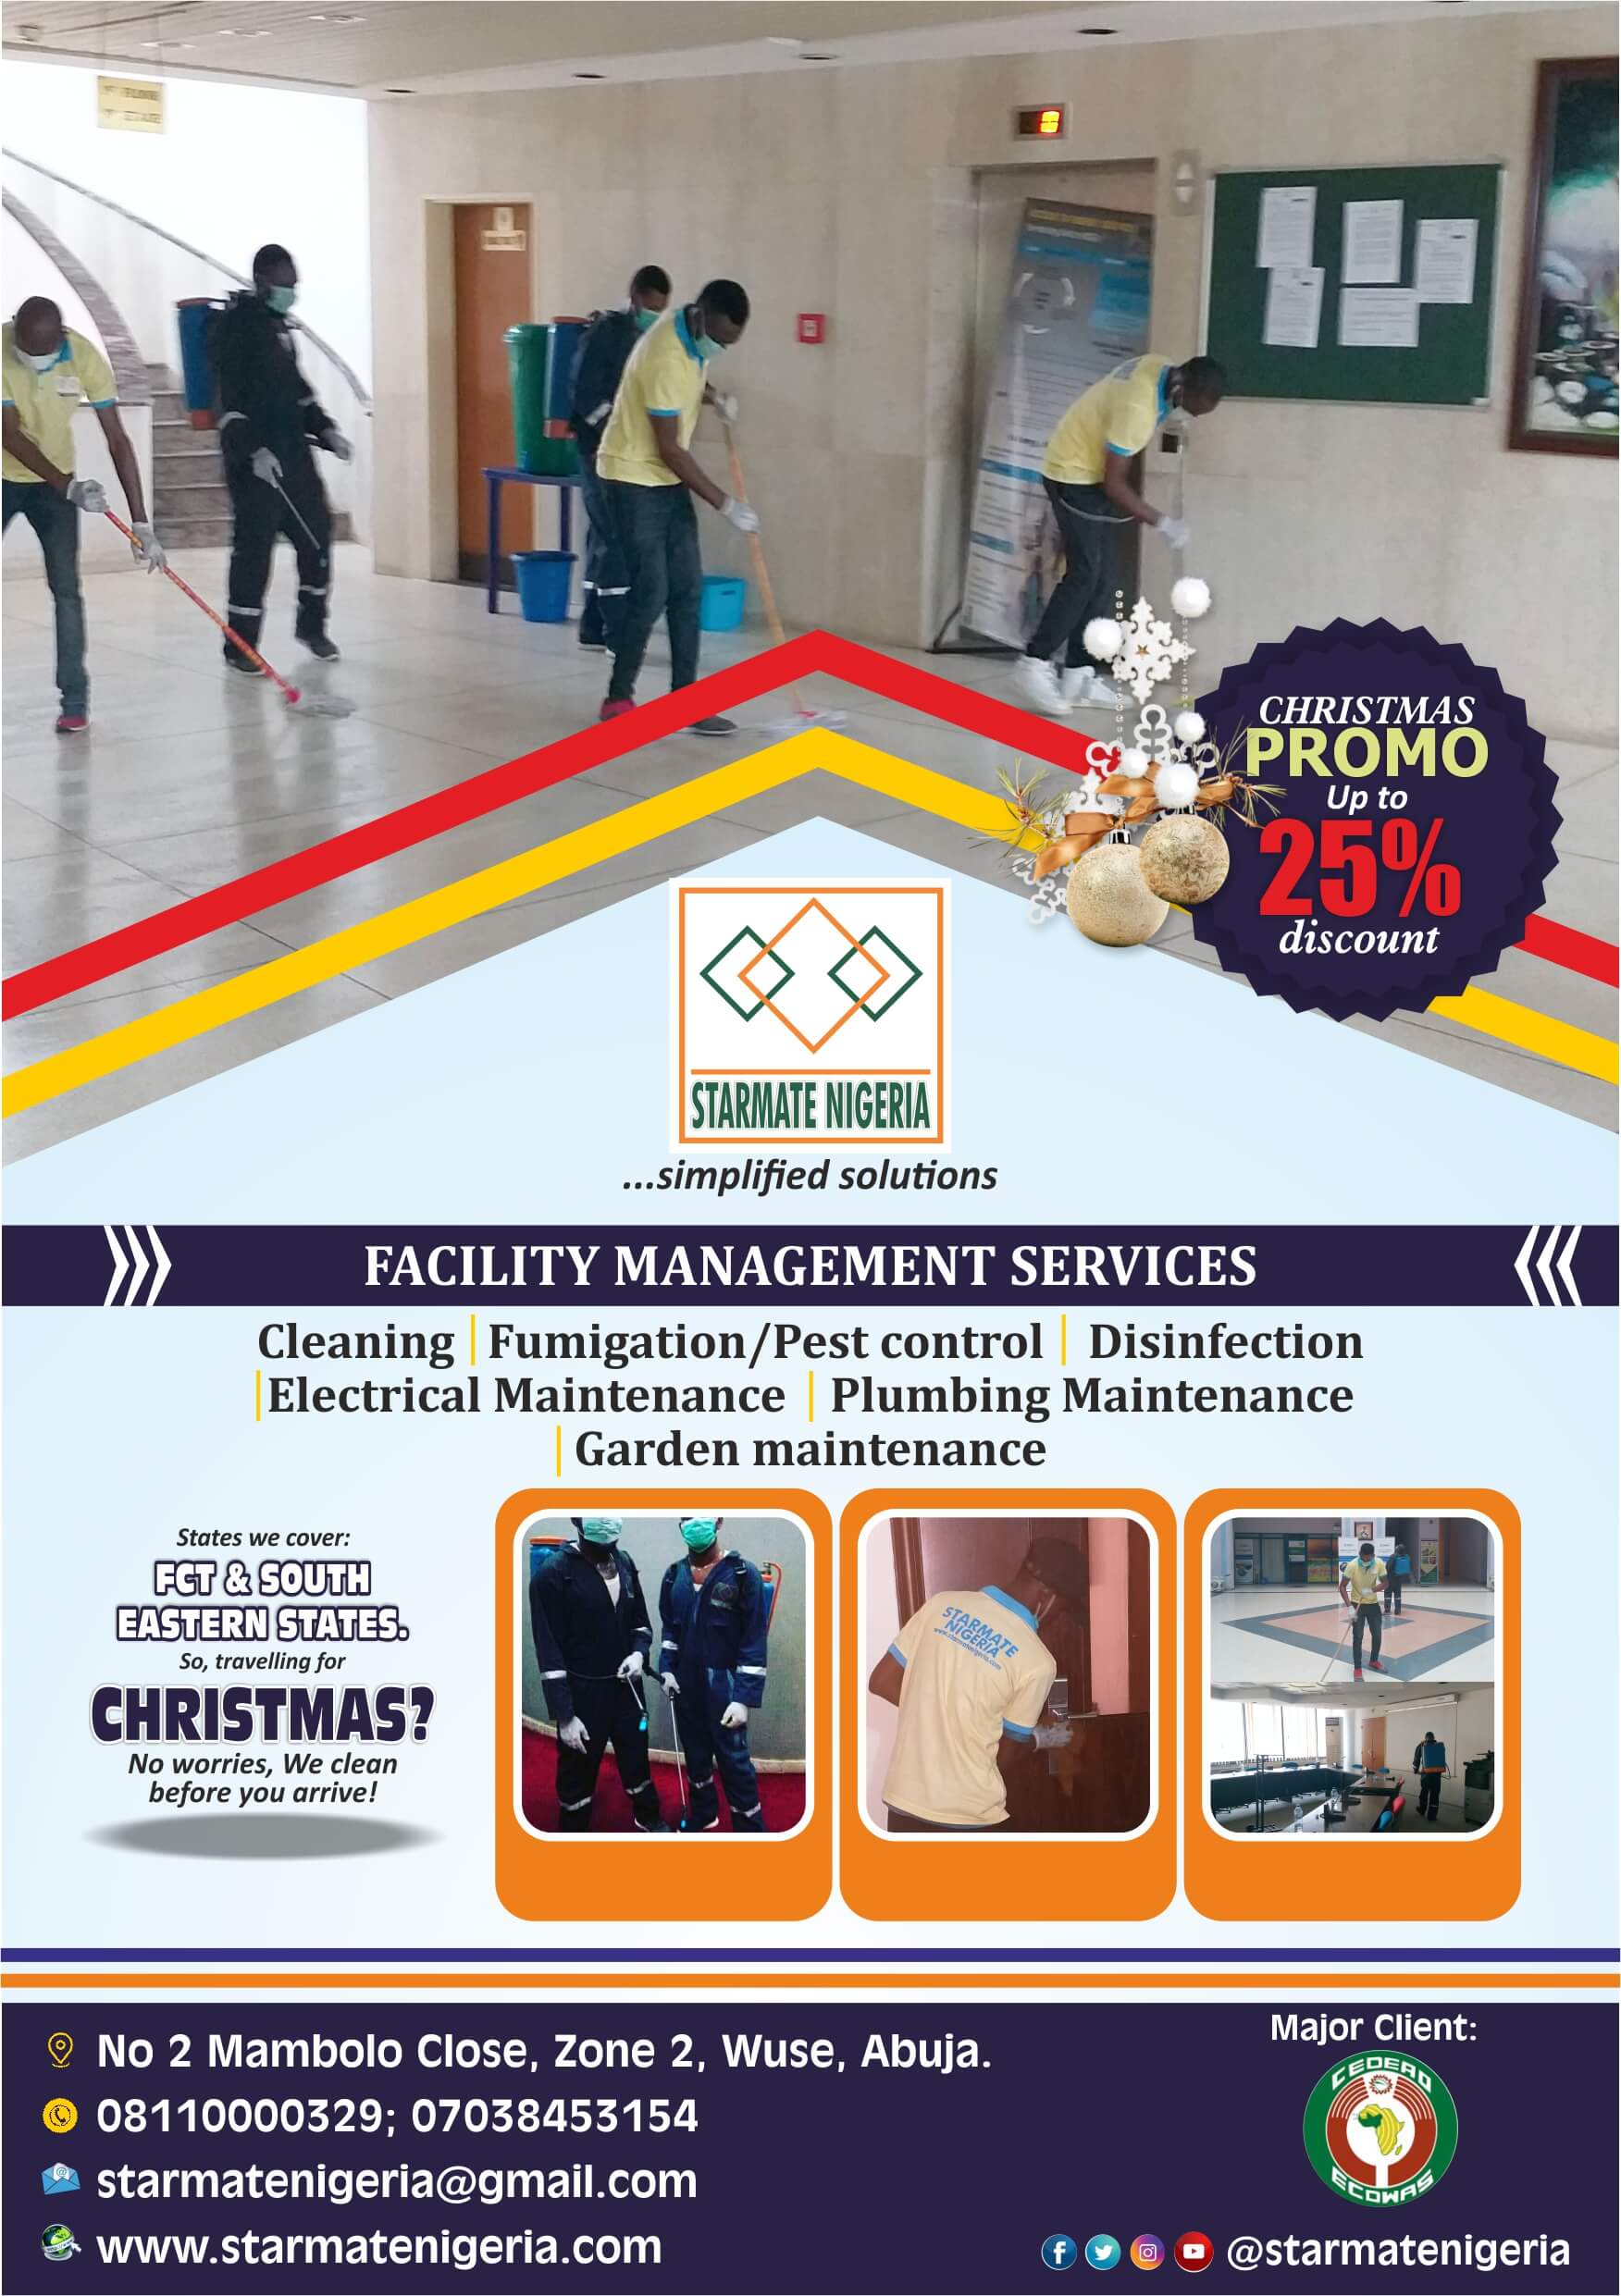 CHRISTMAS
PROMO
Up to
25%
discount
STARMATE NIGERIA
...simplified solutions
FACILITY MANAGEMENT SERVICES
Cleaning | Fumigation/Pest control | Disinfection
|Electrical Maintenance | Plumbing Maintenance
| Garden maintenance
States we cover:
FCT & SOUTH
EASTERN STATES.
So, travelling for
CHRISTMAS?
No worries, We clean
before you arrive!
STARMATE
NIGERIA
www.starmatenigeria.com
No 2 Mambolo Close, Zone 2, Wuse, Abuja.
08110000329; 07038453154
starmatenigeria@gmail.com
www.starmatenigeria.com
Major Client:
CEDEAO
ECOWAS
@starmatenigeria